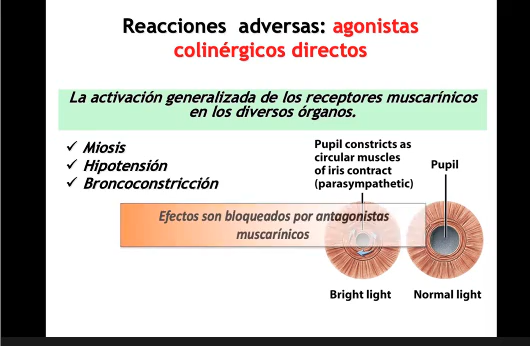 Reacciones adversas: agonistas
colinérgicos directos
La activación generalizada de los receptores muscarínicos
en los diversos órganos.
✓ Miosis
✓ Hipotensión
✓ Broncoconstricción
Pupil constricts as
circular muscles
of iris contract
(parasympathetic)
Pupil
Efectos son bloqueados por antagonistas
muscarínicos
Bright light
Normal light